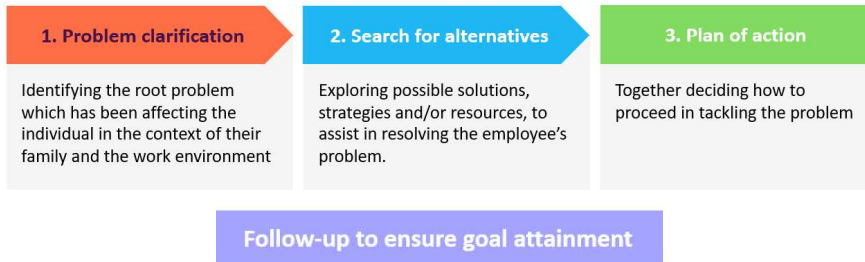 1. Problem clarification
Identifying the root problem
which has been affecting the
individual in the context of their
family and the work environment
2. Search for alternatives
Exploring possible solutions,
strategies and/or resources, to
assist in resolving the employee’s
problem.
3. Plan of action
Together deciding how to
proceed in tackling the problem
Follow-up to ensure goal attainment